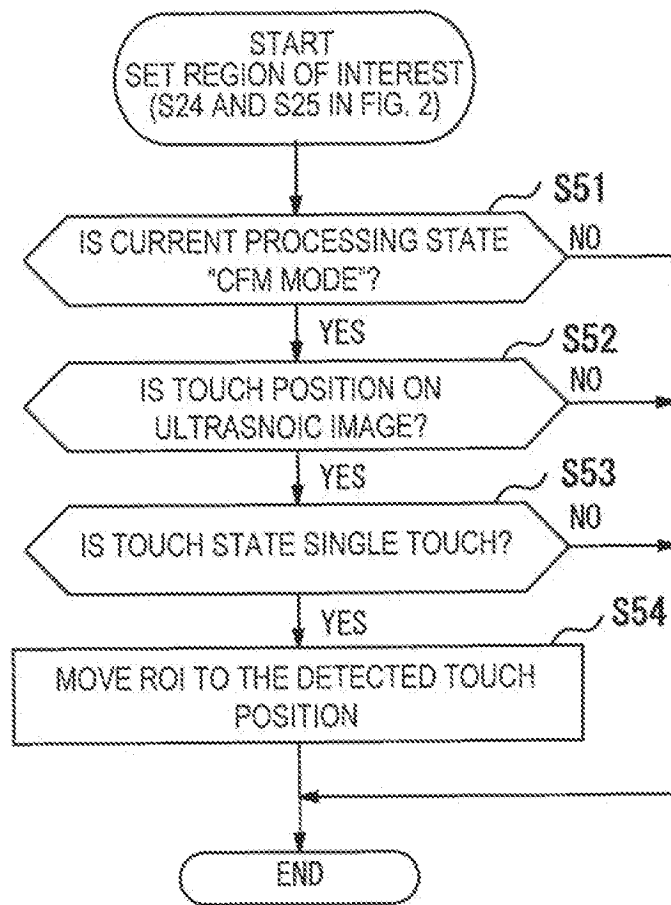 START
SET REGION OF INTEREST
(S24 AND S25 IN FIG. 2)
S51
IS CURRENT PROCESSING STATE
"CFM MODE"?
NO
YES
S52
IS TOUCH POSITION ON
ULTRASNOIC IMAGE?
NO
YES
S53
IS TOUCH STATE SINGLE TOUCH?
NO
YES
S54
MOVE ROI TO THE DETECTED TOUCH
POSITION
END